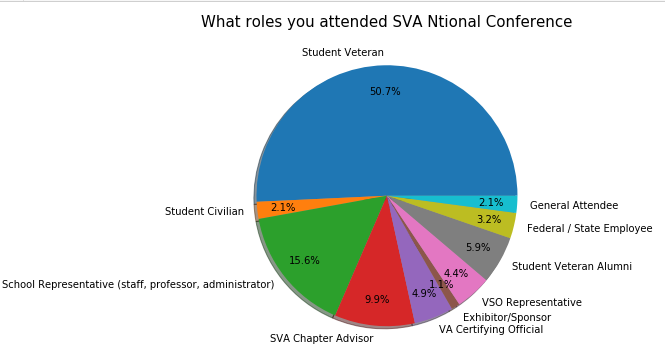 What roles you attended SVA Ntional Conference
Student Veteran
50.7%
Student Civilian
2.1%
School Representative (staff, professor, administrator)
15.6%
SVA Chapter Advisor
9.9%
VA Certifying Official
4.9%
Exhibitor/Sponsor
1.1%
VSO Representative
4.4%
Student Veteran Alumni
5.9%
Federal / State Employee
3.2%
General Attendee
2.1%